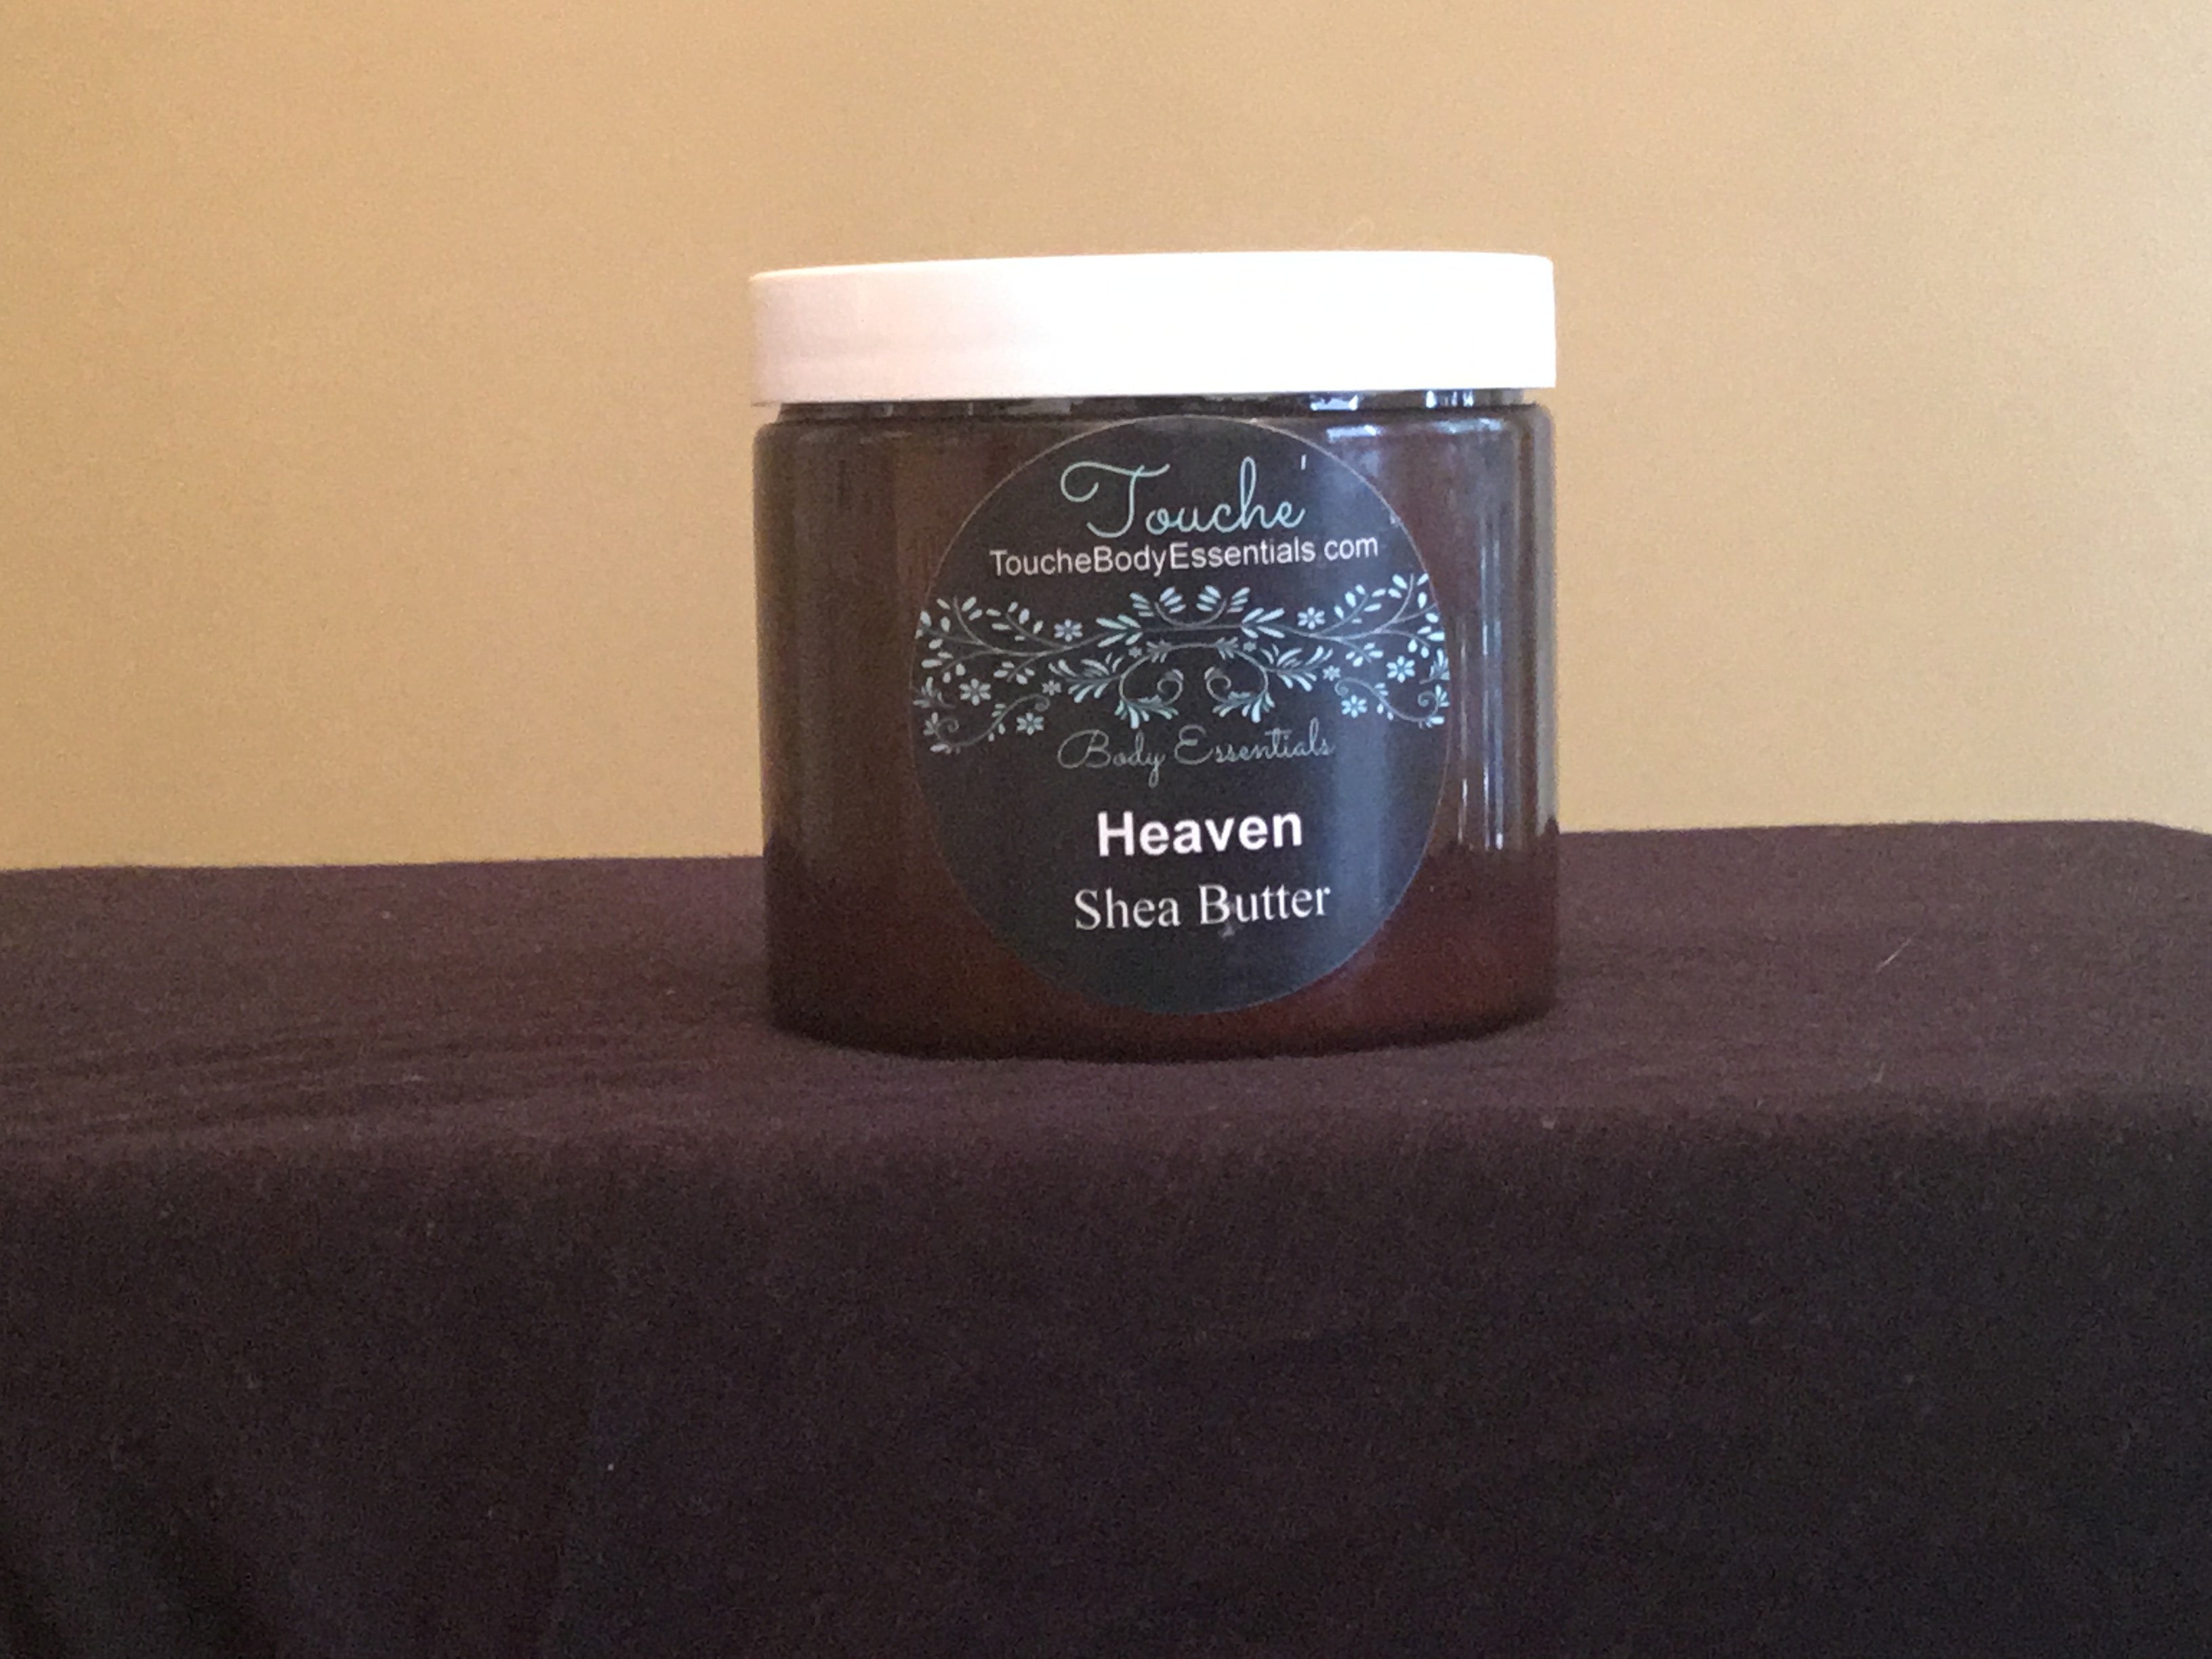 Touche'
ToucheBodyEssentials.com
Body Essentials
Heaven
Shea Butter